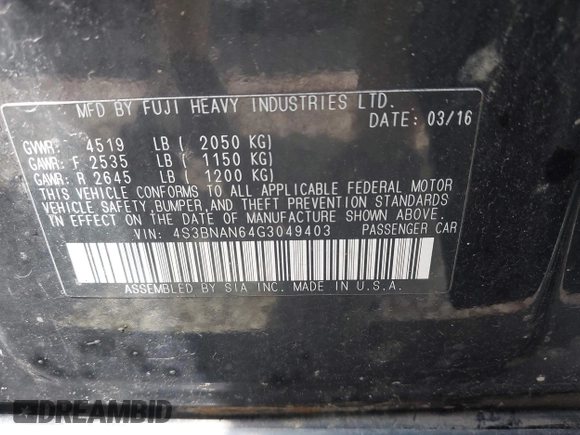 MFD BY FUJI HEAVY INDUSTRIES LTD.
DATE: 03/16
GVWR: 4519 LB ( 2050 KG)
GAWR: F 2535 LB ( 1150 KG)
GAWR: R 2645 LB ( 1200 KG)
THIS VEHICLE CONFORMS TO ALL APPLICABLE FEDERAL MOTOR
VEHICLE SAFETY,BUMPER,AND THEFT PREVENTION STANDARDS
IN EFFECT ON THE DATE OF MANUFACTURE SHOWN ABOVE.
VIN: 4S3BNAN64G3049403 PASSENGER CAR
ASSEMBLED BY SIA INC. MADE IN U.S.A.
DREAMBID